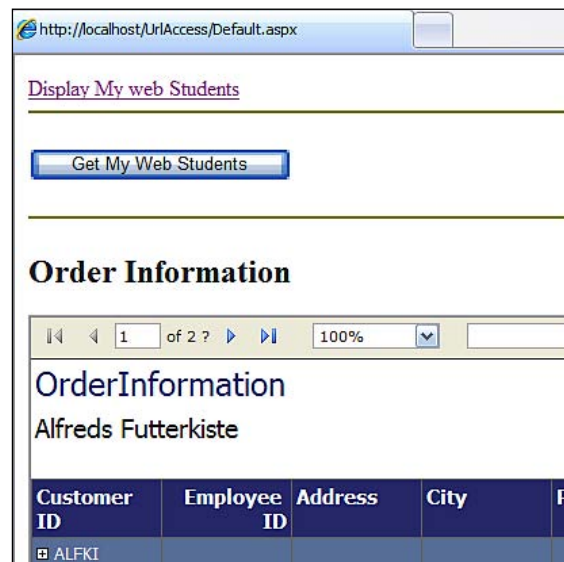 http://localhost/UrlAccess/Default.aspx
Display My web Students
Get My Web Students
Order Information
1 of 2 ? 100%
OrderInformation
Alfreds Futterkiste
Customer ID Employee ID Address City
ALFKI